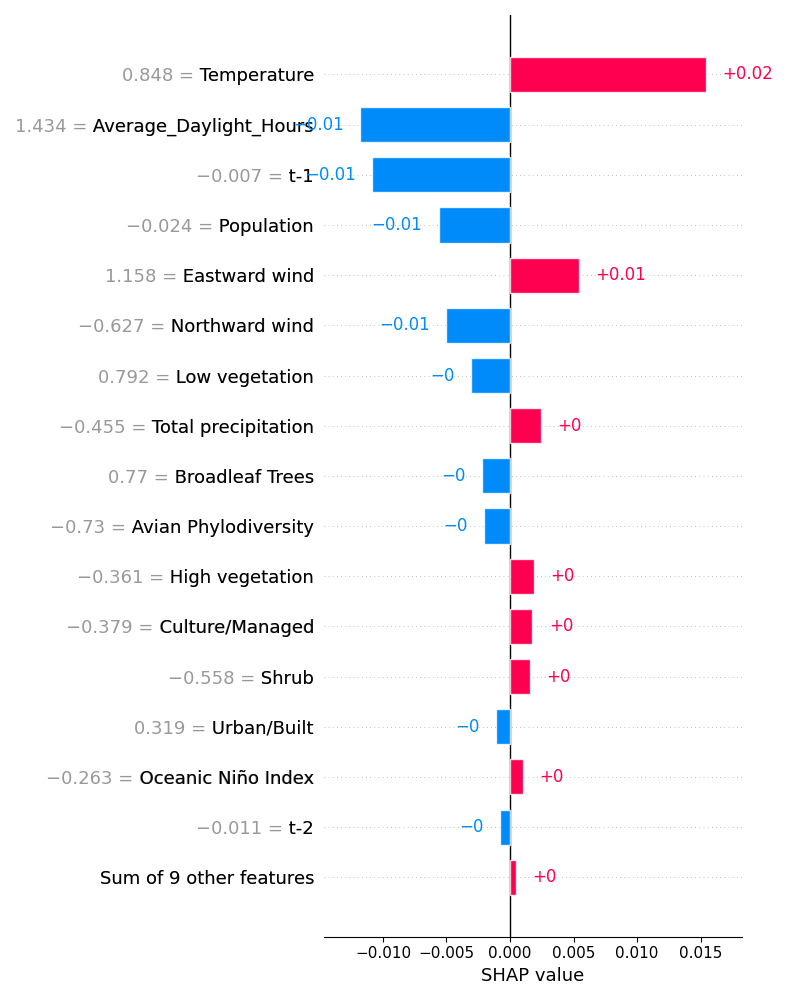 0.848 = Temperature +0.02
1.434 = Average_Daylight_Hours −0.01
−0.007 = t-1 −0.01
−0.024 = Population −0.01
1.158 = Eastward wind +0.01
−0.627 = Northward wind −0.01
0.792 = Low vegetation −0
−0.455 = Total precipitation +0
0.77 = Broadleaf Trees −0
−0.73 = Avian Phylodiversity −0
−0.361 = High vegetation +0
−0.379 = Culture/Managed +0
−0.558 = Shrub +0
0.319 = Urban/Built −0
−0.263 = Oceanic Niño Index +0
−0.011 = t-2 −0
Sum of 9 other features +0
−0.010 −0.005 0.000 0.005 0.010 0.015
SHAP value